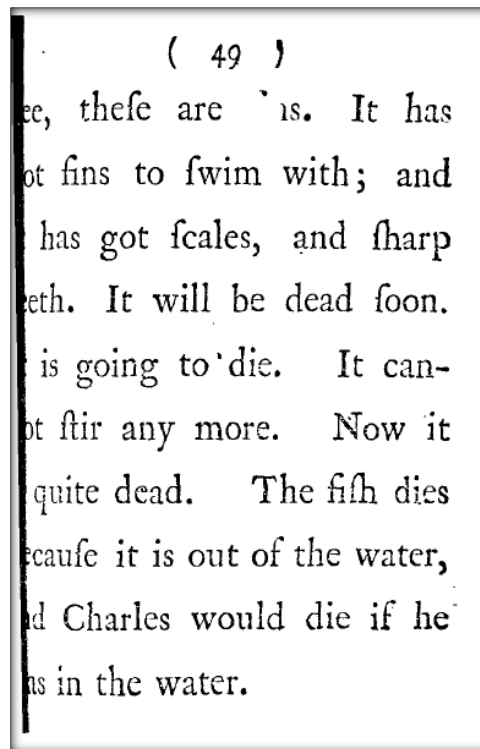 ( 49 )
ee, theſe are It has
ot fins to ſwim with; and
has got ſcales, and ſharp
eth. It will be dead ſoon.
is going to die. It can-
ot ſtir any more. Now it
quite dead. The fiſh dies
ecauſe it is out of the water,
d Charles would die if he
as in the water.